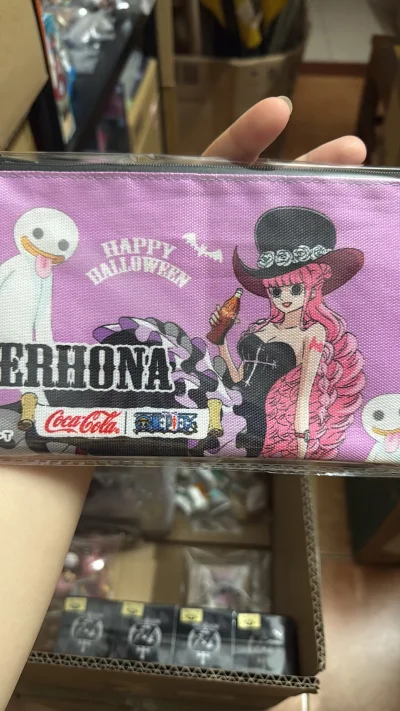 HAPPY
HALLOWEEN
ERHONA
Coca-Cola
ONE PIECE